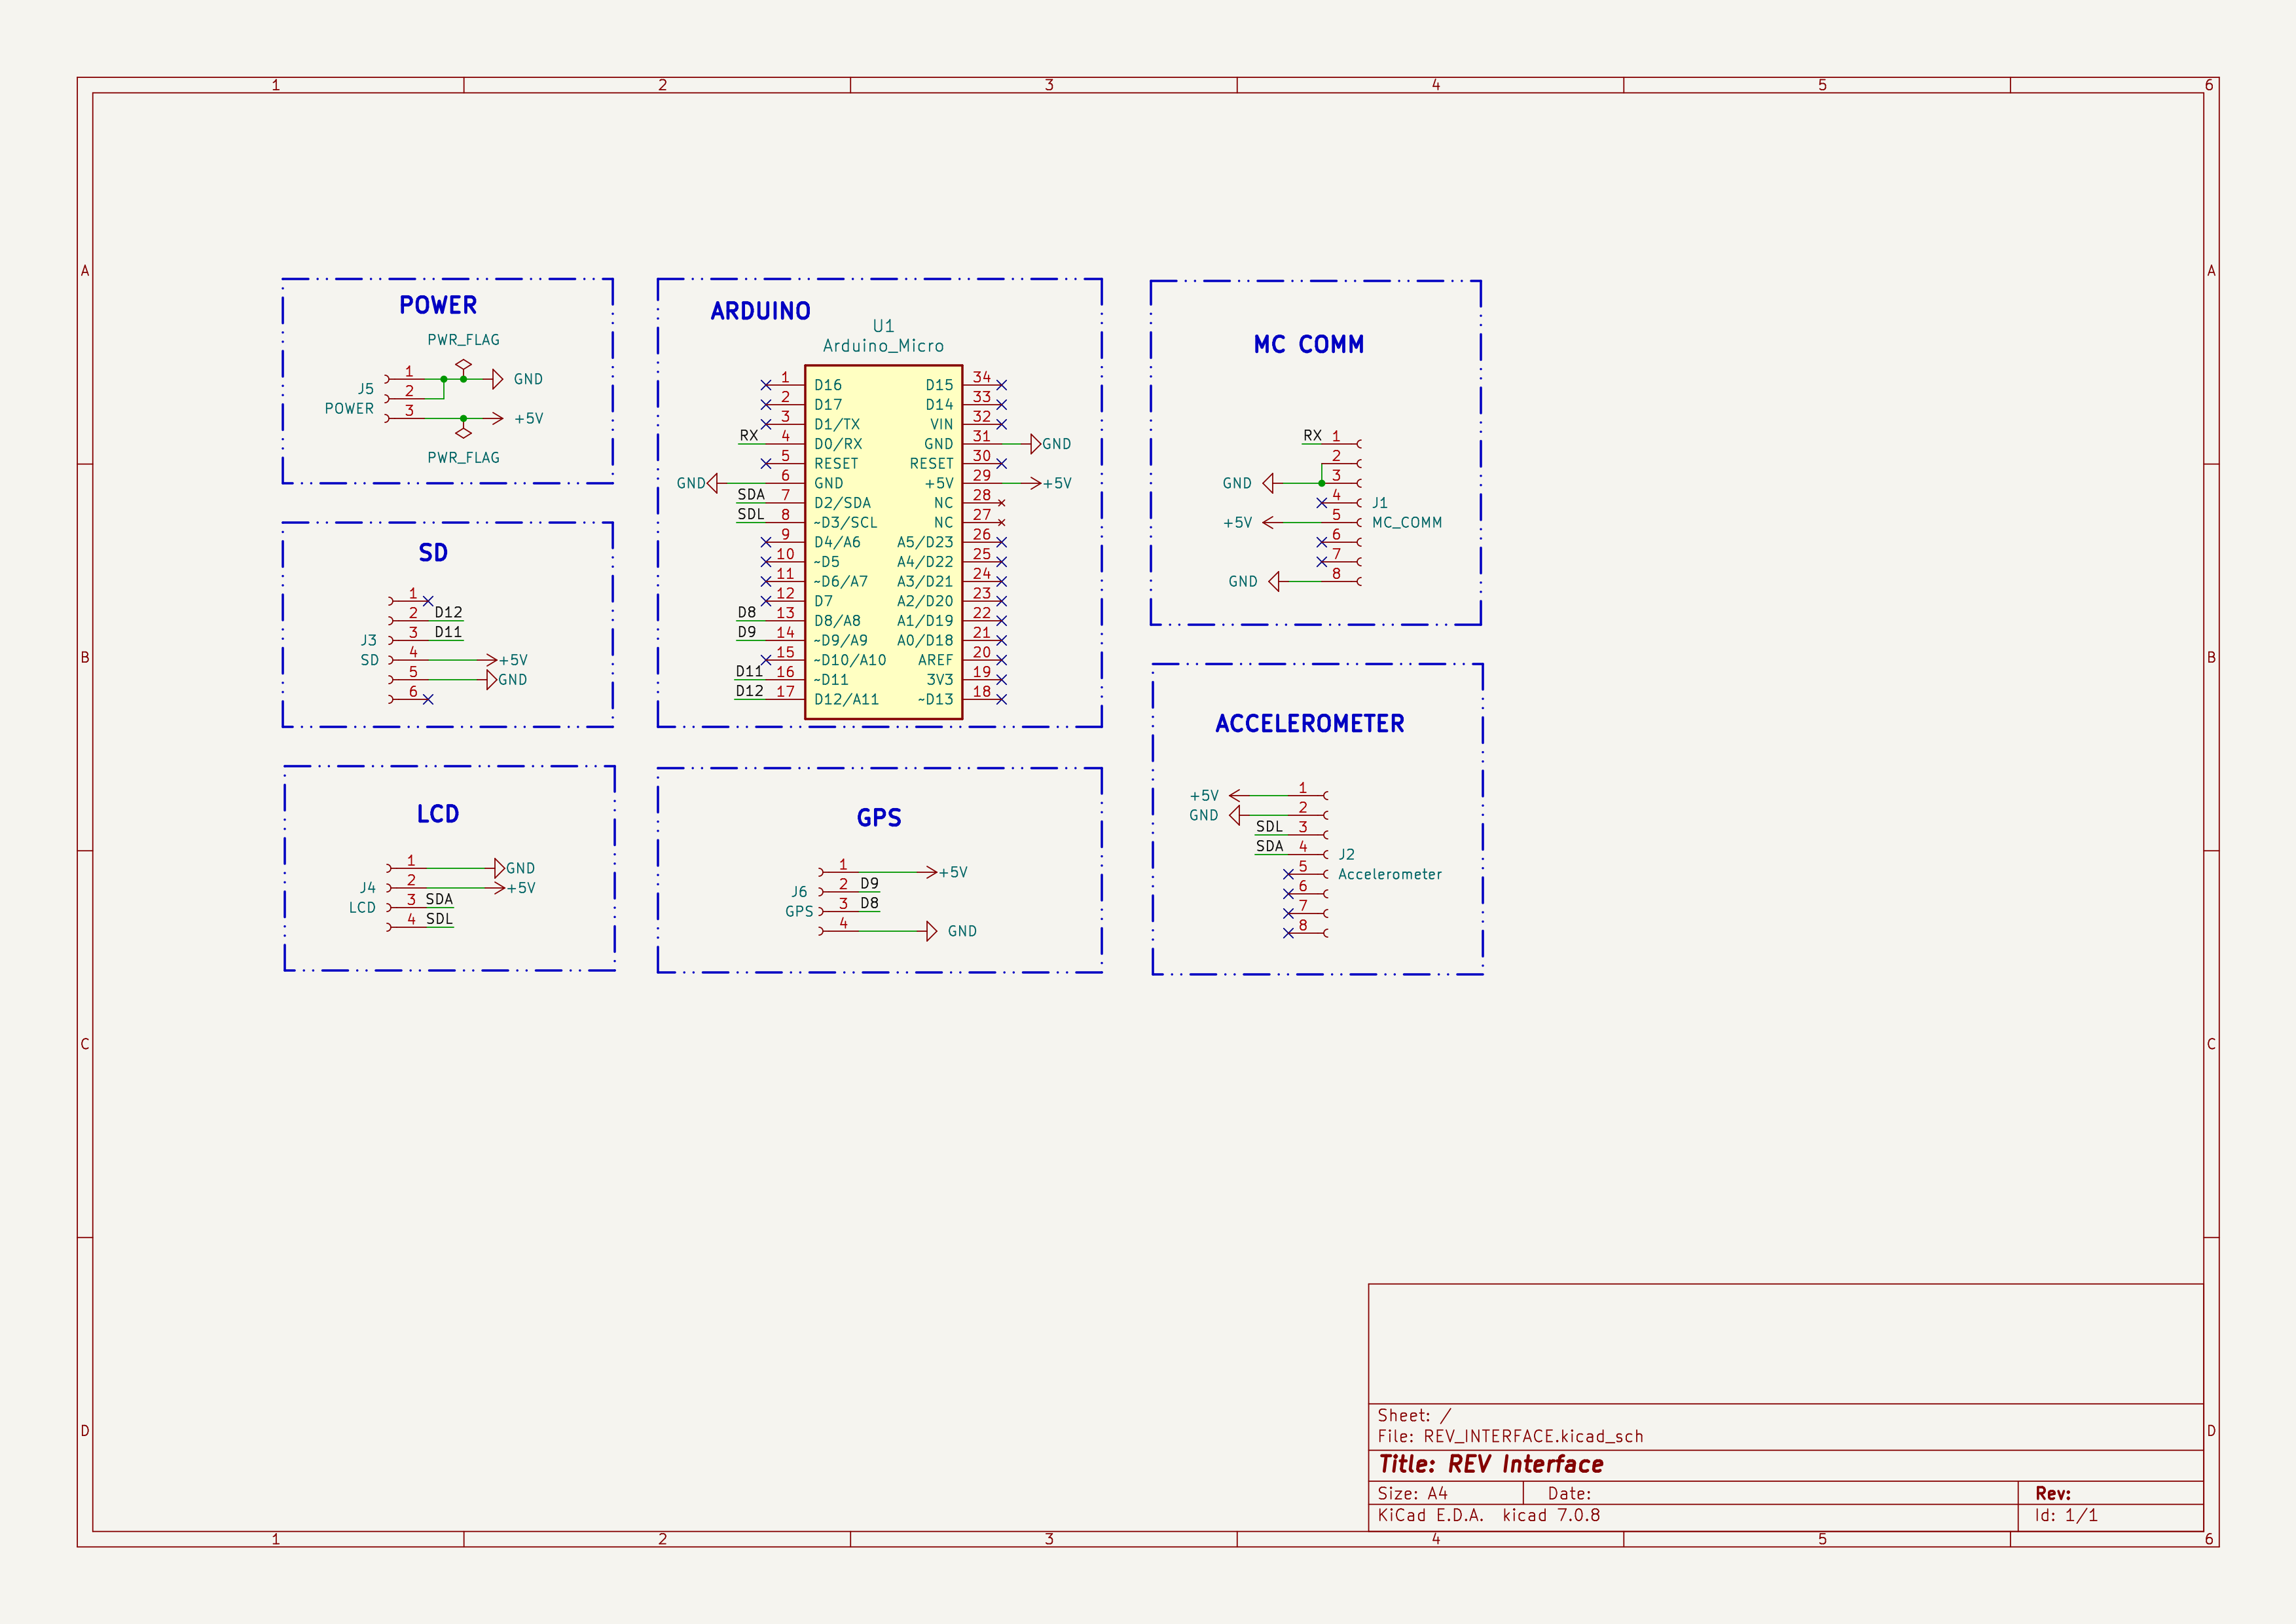 1 2 3 4 5 6
A A
B B
C C
D D
POWER
PWR_FLAG
1
2
3
J5
POWER
GND
+5V
PWR_FLAG
SD
1
2 D12
3 D11
4 +5V
5 GND
6
J3
SD
LCD
1 GND
2 +5V
3 SDA
4 SDL
J4
LCD
ARDUINO
U1
Arduino_Micro
1 D16 D15 34
2 D17 D14 33
3 D1/TX VIN 32
RX 4 D0/RX GND 31 GND
5 RESET RESET 30
GND 6 GND +5V 29 +5V
SDA 7 D2/SDA NC 28
SDL 8 ~D3/SCL NC 27
9 D4/A6 A5/D23 26
10 ~D5 A4/D22 25
11 ~D6/A7 A3/D21 24
12 D7 A2/D20 23
D8 13 D8/A8 A1/D19 22
D9 14 ~D9/A9 A0/D18 21
15 ~D10/A10 AREF 20
D11 16 ~D11 3V3 19
D12 17 D12/A11 ~D13 18
GPS
1 +5V
2 D9
3 D8
4 GND
J6
GPS
MC COMM
RX 1
2
GND 3
4
+5V 5
6
7
GND 8
J1
MC_COMM
ACCELEROMETER
+5V 1
GND 2
SDL 3
SDA 4
5
6
7
8
J2
Accelerometer
Sheet: /
File: REV_INTERFACE.kicad_sch
Title: REV Interface
Size: A4 Date: Rev:
KiCad E.D.A. kicad 7.0.8 Id: 1/1
1 2 3 4 5 6